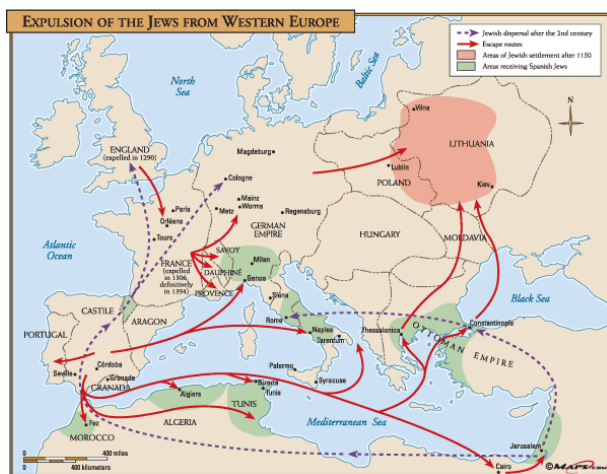 EXPULSION OF THE JEWS FROM WESTERN EUROPE
Jewish dispersal after the 2nd century
Escape routes
Areas of Jewish settlement after 1150
Areas receiving Spanish Jews
North
Sea
Baltic Sea
N
Vilna
LITHUANIA
ENGLAND
(expelled in 1290)
Magdeburg
Cologne
Lublin
POLAND
Kiev
Mainz
Worms
Paris
Metz
Regensburg
Orléans
GERMAN
EMPIRE
Tours
HUNGARY
MOLDAVIA
Atlantic
Ocean
FRANCE
(expelled
in 1306,
definitively
in 1394)
SAVOY
DAUPHINÉ
PROVENCE
Milan
Genoa
Siena
Black Sea
CASTILE
ARAGON
Rome
PORTUGAL
Naples
Tarentum
Thessalonica
Constantinople
OTTOMAN EMPIRE
Córdoba
Seville
Granada
GRANADA
Palermo
Syracuse
Algiers
Tunis
TUNIS
Fez
MOROCCO
ALGERIA
Mediterranean Sea
Jerusalem
Cairo
0 400 miles
0 400 kilometers
©MAPS.com